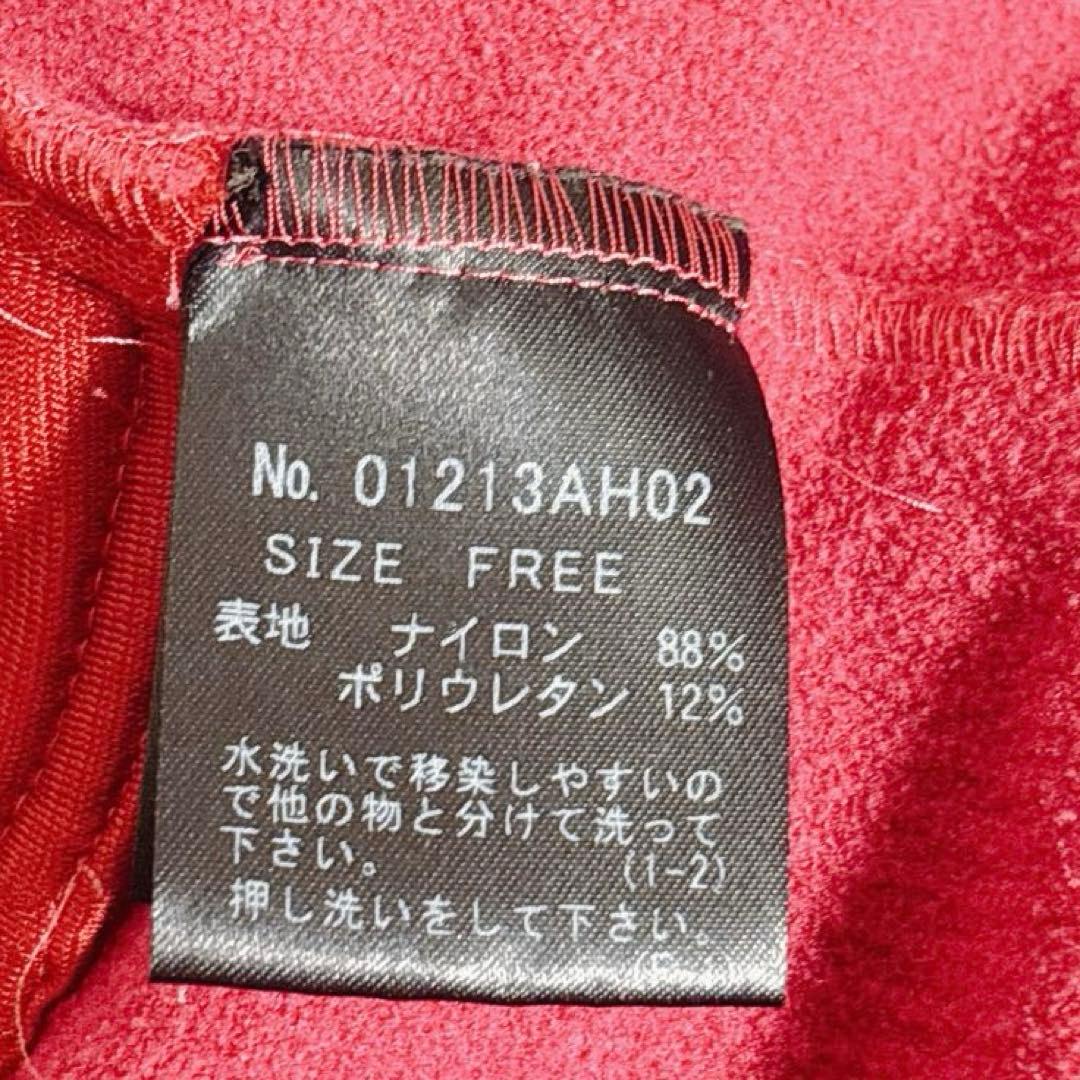 No. 01213AH02
SIZE FREE
表地 ナイロン 88%
ポリウレタン 12%
水洗いで移染しやすいの
で他の物と分けて洗って
下さい。 (1-2)
押し洗いをして下さい。